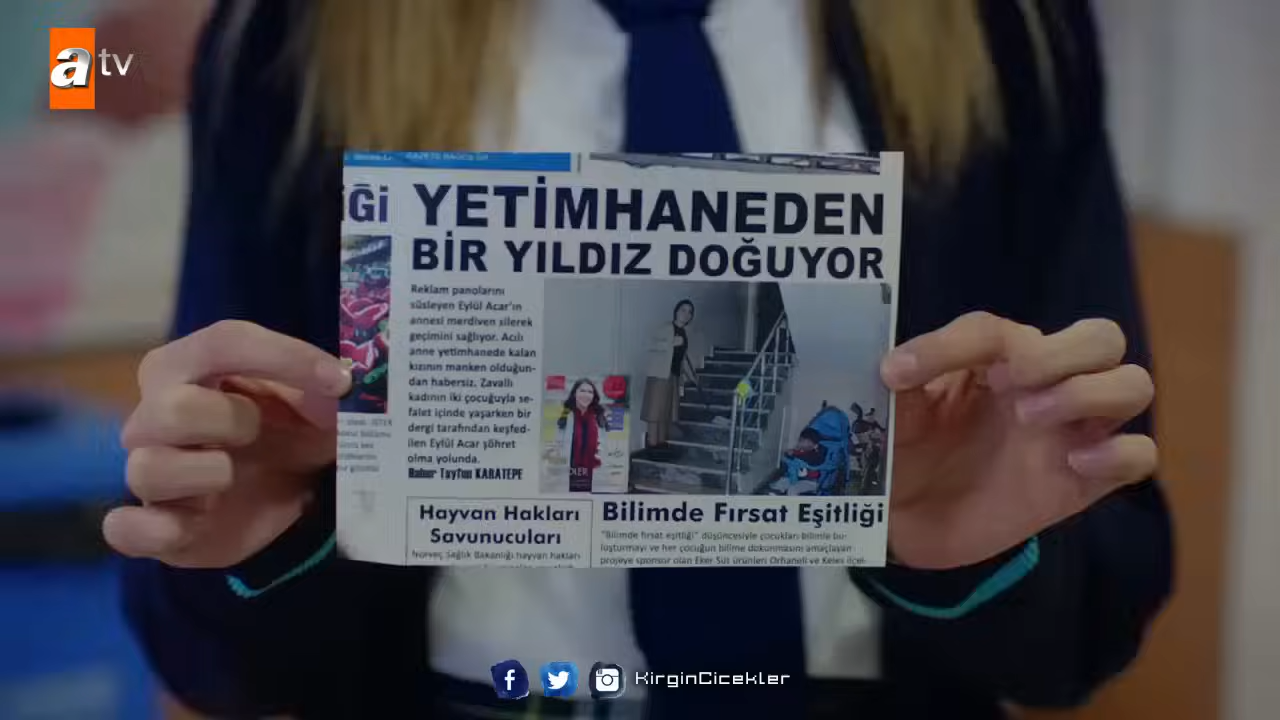 atv
YETİMHANEDEN
BİR YILDIZ DOĞUYOR
Reklam panolarını
süsleyen Eylül Acar'ın
annesi merdiven silerek
geçimini sağlıyor. Acılı
anne yetimhanede kalan
kızının manken olduğun-
dan habersiz. Zavallı
kadının iki çocuğuyla se-
falet içinde yaşarken bir
dergi tarafından keşfed-
ilen Eylül Acar şöhret
olma yolunda.
Haber Tayfun KARATEPE
Hayvan Hakları
Savunucuları
Norveç Sağlık Bakanlığı hayvan hakları
Bilimde Fırsat Eşitliği
"Bilimde fırsat eşitliği" düşüncesiyle çocukları bilimle bu-
luşturmayı ve her çocuğun bilime dokunmasını amaçlayan
projeye sponsor olan Eker Süt ürünleri Orhaneli ve Keles ilçel-
KirginCicekler